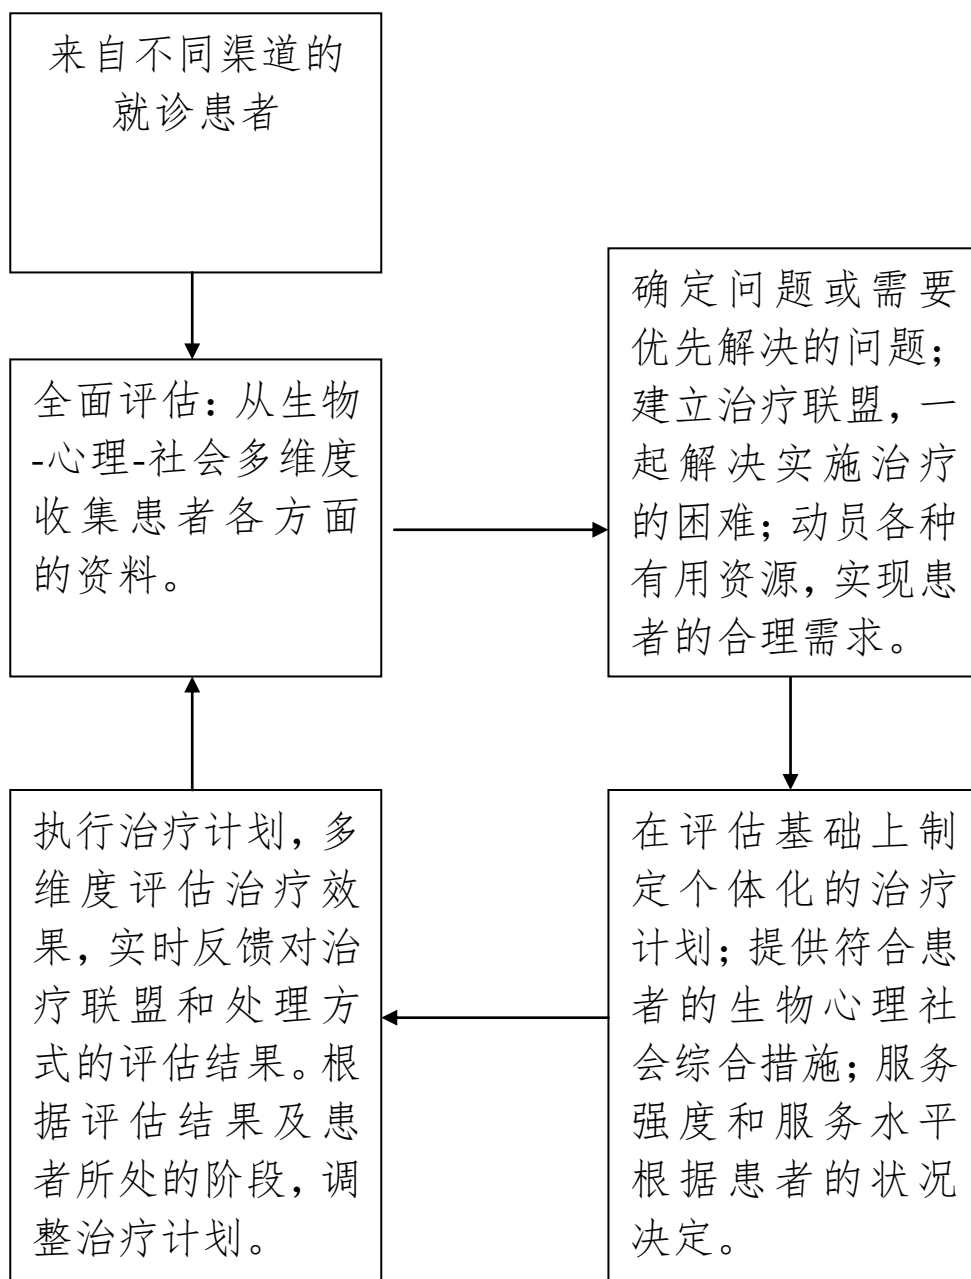 来自不同渠道的
就诊患者
全面评估：从生物
-心理-社会多维度
收集患者各方面
的资料。
确定问题或需要
优先解决的问题；
建立治疗联盟，一
起解决实施治疗
的困难；动员各种
有用资源，实现患
者的合理需求。
在评估基础上制
定个体化的治疗
计划；提供符合患
者的生物心理社
会综合措施；服务
强度和服务水平
根据患者的状况
决定。
执行治疗计划，多
维度评估治疗效
果，实时反馈对治
疗联盟和处理方
式的评估结果。根
据评估结果及患
者所处的阶段，调
整治疗计划。